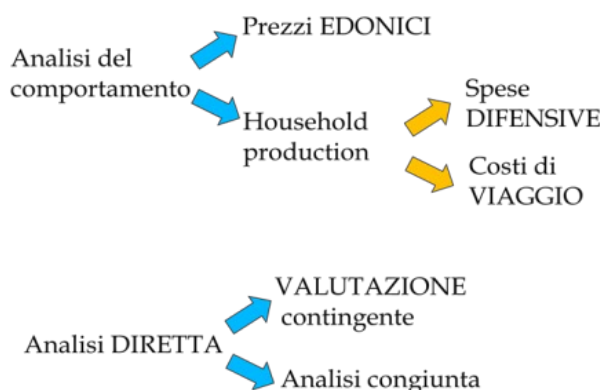 Prezzi EDONICI
Analisi del
comportamento
Household
production
Spese
DIFENSIVE
Costi di
VIAGGIO
VALUTAZIONE
contingente
Analisi DIRETTA
Analisi congiunta